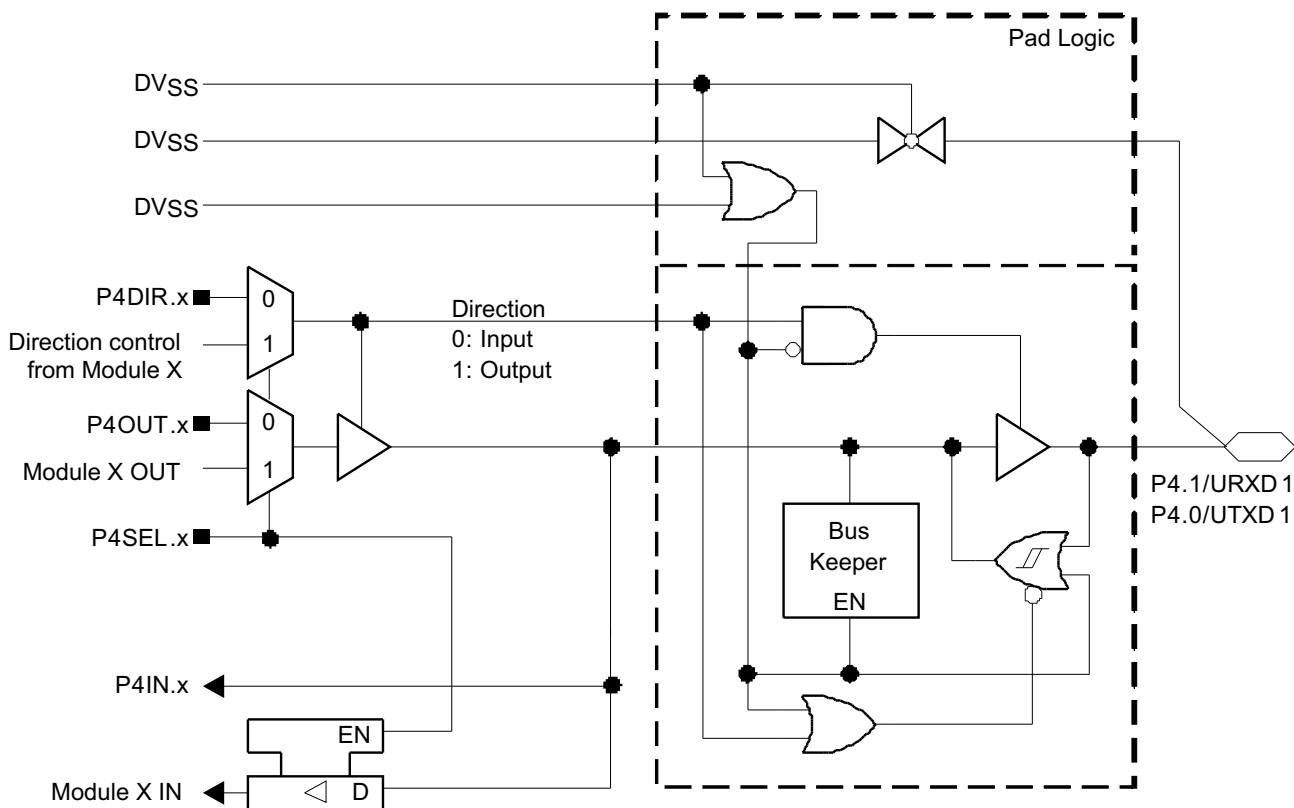 Pad Logic
DVSS
DVSS
DVSS
P4DIR.x
0
1
Direction control
from Module X
Direction
0: Input
1: Output
P4OUT.x
0
Module X OUT
1
P4SEL.x
P4.1/URXD1
P4.0/UTXD1
Bus
Keeper
EN
P4IN.x
EN
Module X IN
D